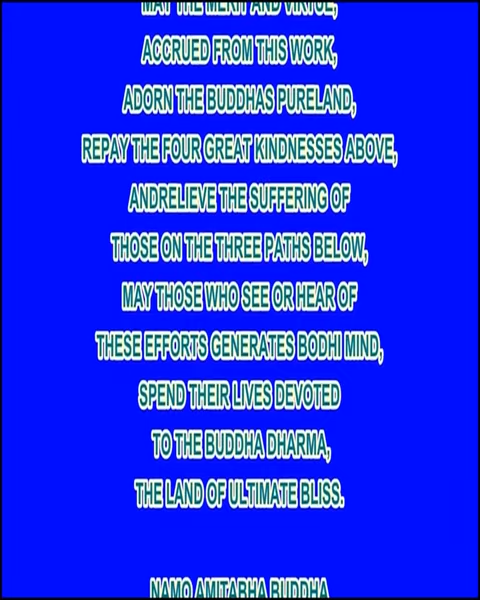 MAY THE MERIT AND VIRTUE,
ACCRUED FROM THIS WORK,
ADORN THE BUDDHAS PURELAND,
REPAY THE FOUR GREAT KINDNESSES ABOVE,
ANDRELIEVE THE SUFFERING OF
THOSE ON THE THREE PATHS BELOW,
MAY THOSE WHO SEE OR HEAR OF
THESE EFFORTS GENERATES BODHI MIND,
SPEND THEIR LIVES DEVOTED
TO THE BUDDHA DHARMA,
THE LAND OF ULTIMATE BLISS.
NAMO AMITABHA BUDDHA